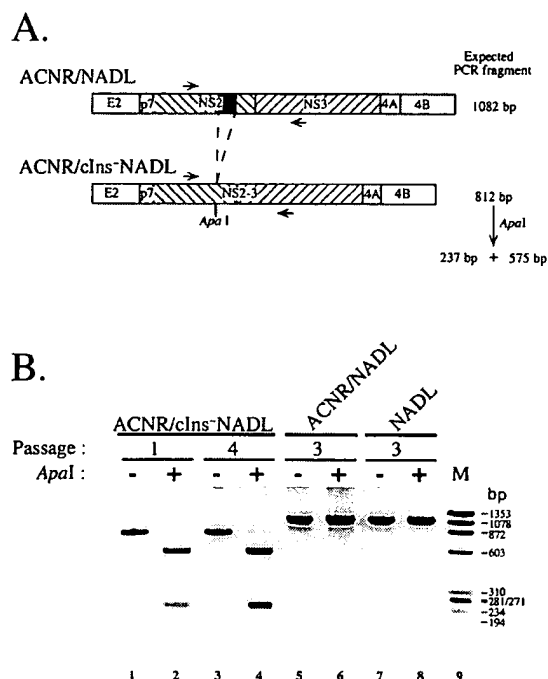 A.
Expected
PCR fragment
ACNR/NADL
E2 p7 NS2 NS3 4A 4B 1082 bp
ACNR/cIns-NADL
E2 p7 NS2-3 4A 4B 812 bp
ApaI
ApaI
237 bp + 575 bp
B.
ACNR/cIns-NADL ACNR/NADL NADL
Passage : 1 4 3 3
ApaI : - + - + - + - + M
bp
-1353
-1078
-872
-603
-310
-281/271
-234
-194
1 2 3 4 5 6 7 8 9